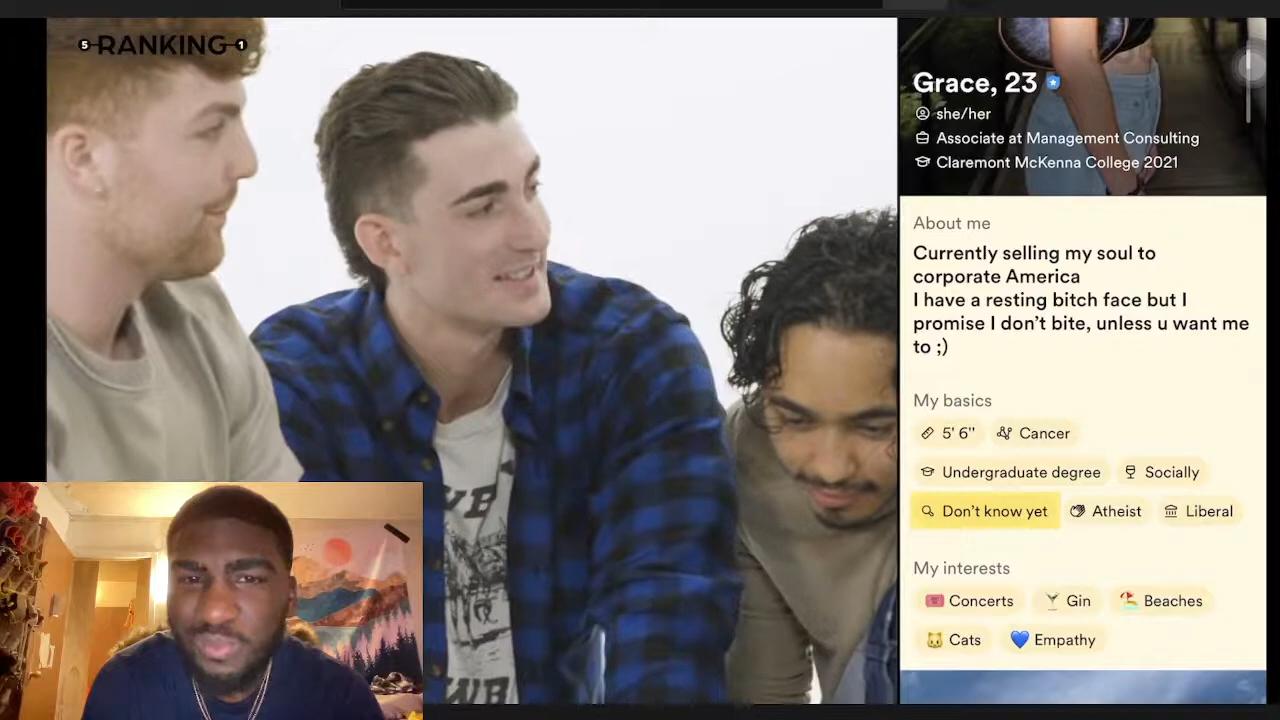 5 RANKING 1
Grace, 23
she/her
Associate at Management Consulting
Claremont McKenna College 2021
About me
Currently selling my soul to
corporate America
I have a resting bitch face but I
promise I don't bite, unless u want me
to ;)
My basics
5' 6" Cancer
Undergraduate degree Socially
Don't know yet Atheist Liberal
My interests
Concerts Gin Beaches
Cats Empathy